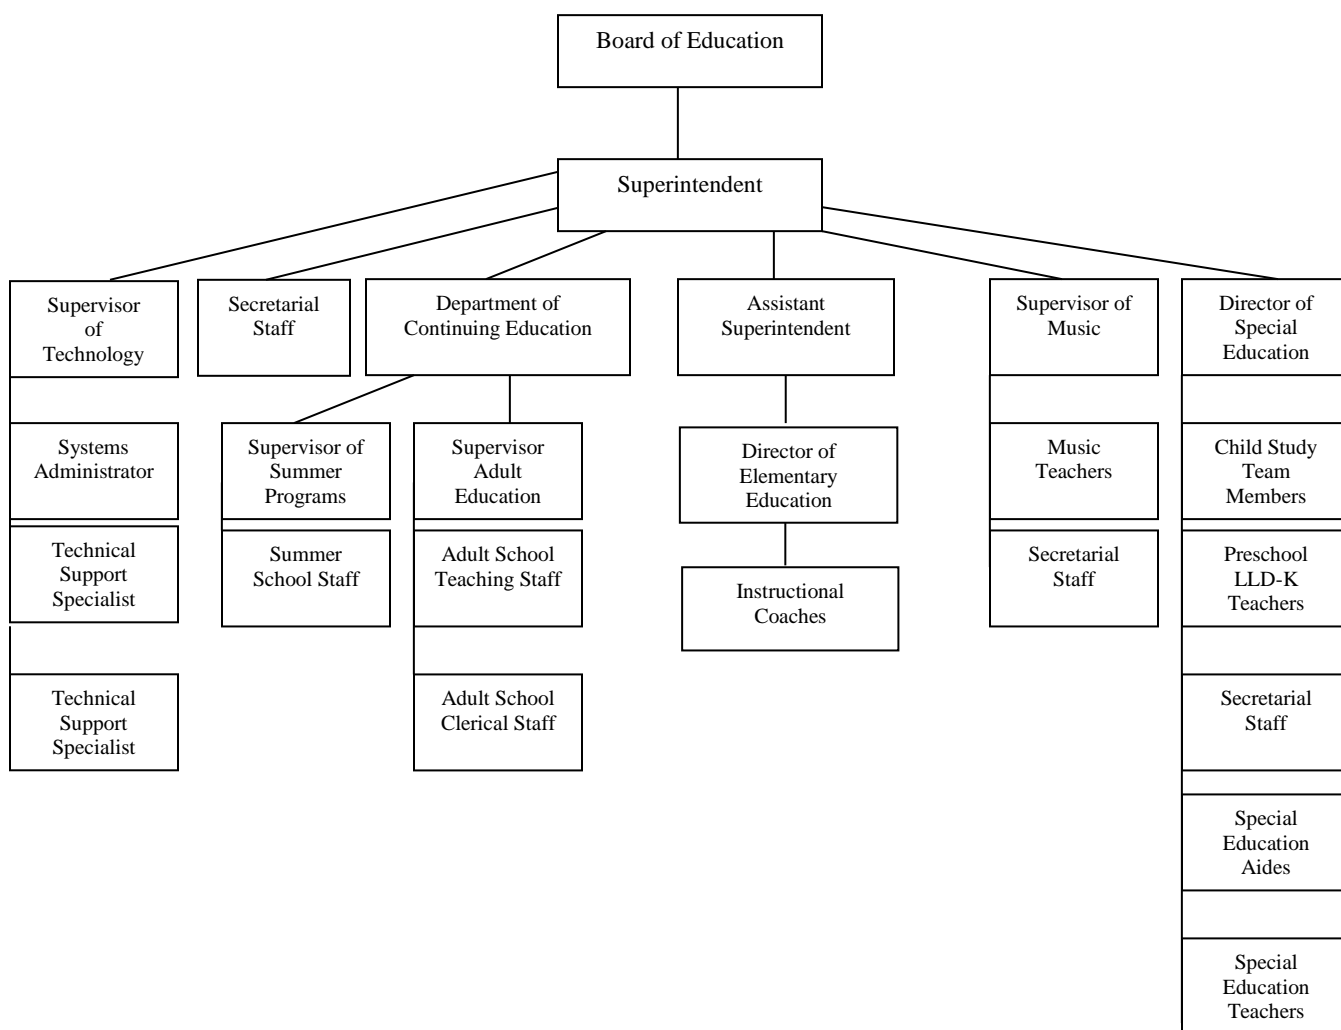 Board of Education
Superintendent
Supervisor
of
Technology
Secretarial
Staff
Department of
Continuing Education
Assistant
Superintendent
Supervisor of
Music
Director of
Special
Education
Systems
Administrator
Supervisor of
Summer
Programs
Supervisor
Adult
Education
Director of
Elementary
Education
Music
Teachers
Child Study
Team
Members
Technical
Support
Specialist
Summer
School Staff
Adult School
Teaching Staff
Instructional
Coaches
Secretarial
Staff
Preschool
LLD-K
Teachers
Technical
Support
Specialist
Adult School
Clerical Staff
Secretarial
Staff
Special
Education
Aides
Special
Education
Teachers